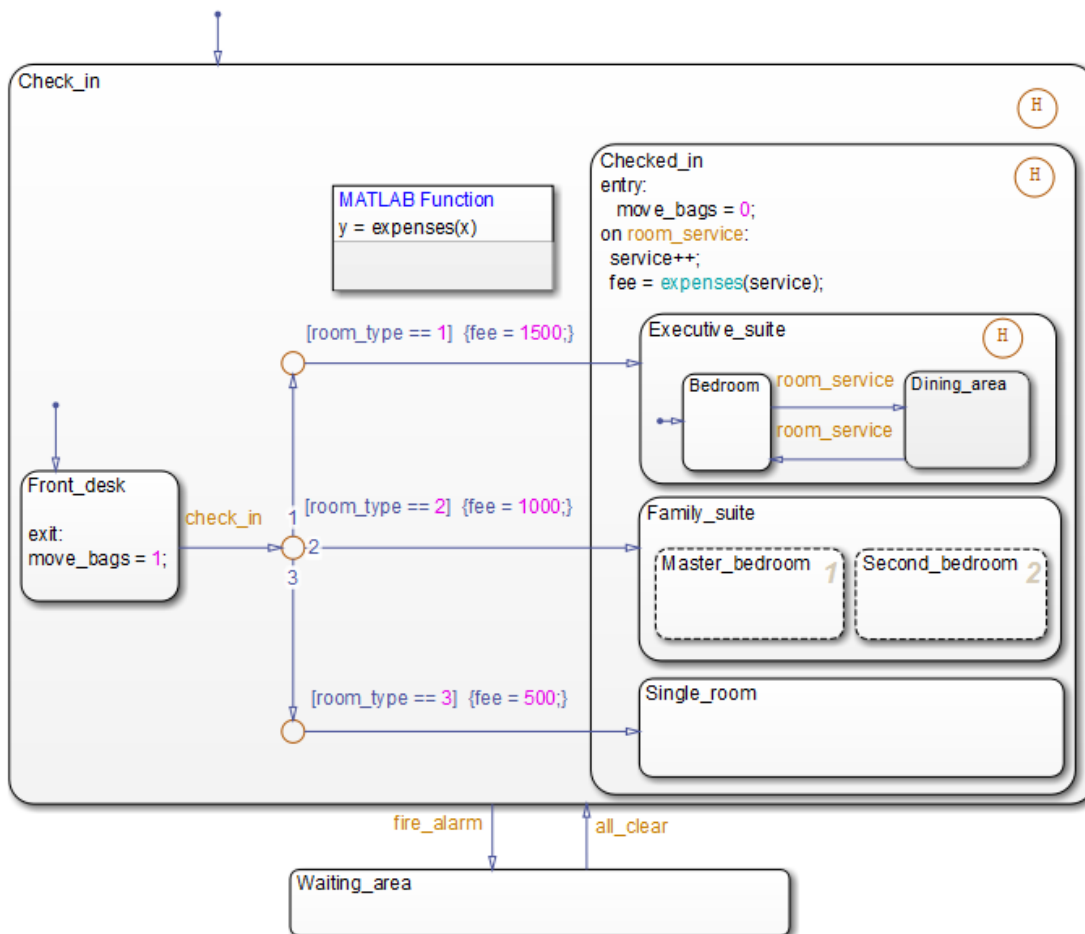 Check_in
H
Checked_in
entry:
move_bags = 0;
on room_service:
service++;
fee = expenses(service);
H
MATLAB Function
y = expenses(x)
[room_type == 1] {fee = 1500;}
Executive_suite
H
Bedroom
room_service
Dining_area
room_service
Front_desk
exit:
move_bags = 1;
check_in
1
2
3
[room_type == 2] {fee = 1000;}
Family_suite
Master_bedroom
1
Second_bedroom
2
[room_type == 3] {fee = 500;}
Single_room
fire_alarm
all_clear
Waiting_area